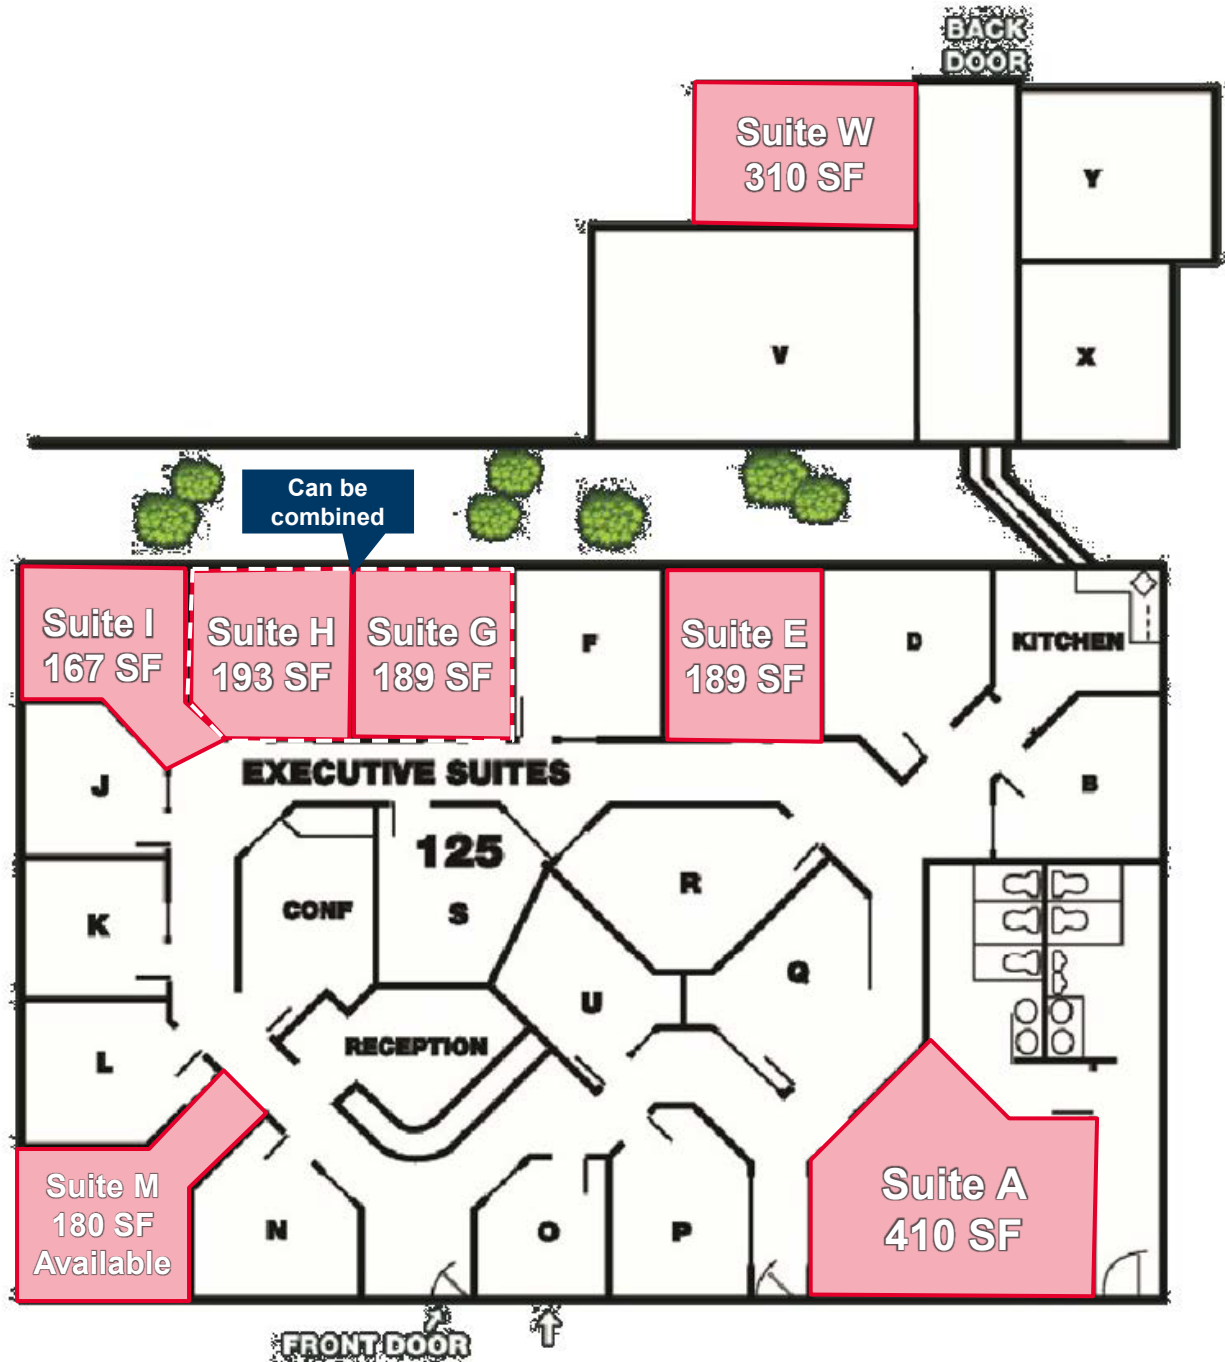 BACK
DOOR
Suite W
310 SF
Y
V
X
Can be
combined
Suite I
167 SF
Suite H
193 SF
Suite G
189 SF
F
Suite E
189 SF
D
KITCHEN
EXECUTIVE SUITES
125
J
B
CONF
S
R
K
Q
U
RECEPTION
L
Suite M
180 SF
Available
N
O
P
Suite A
410 SF
FRONT DOOR